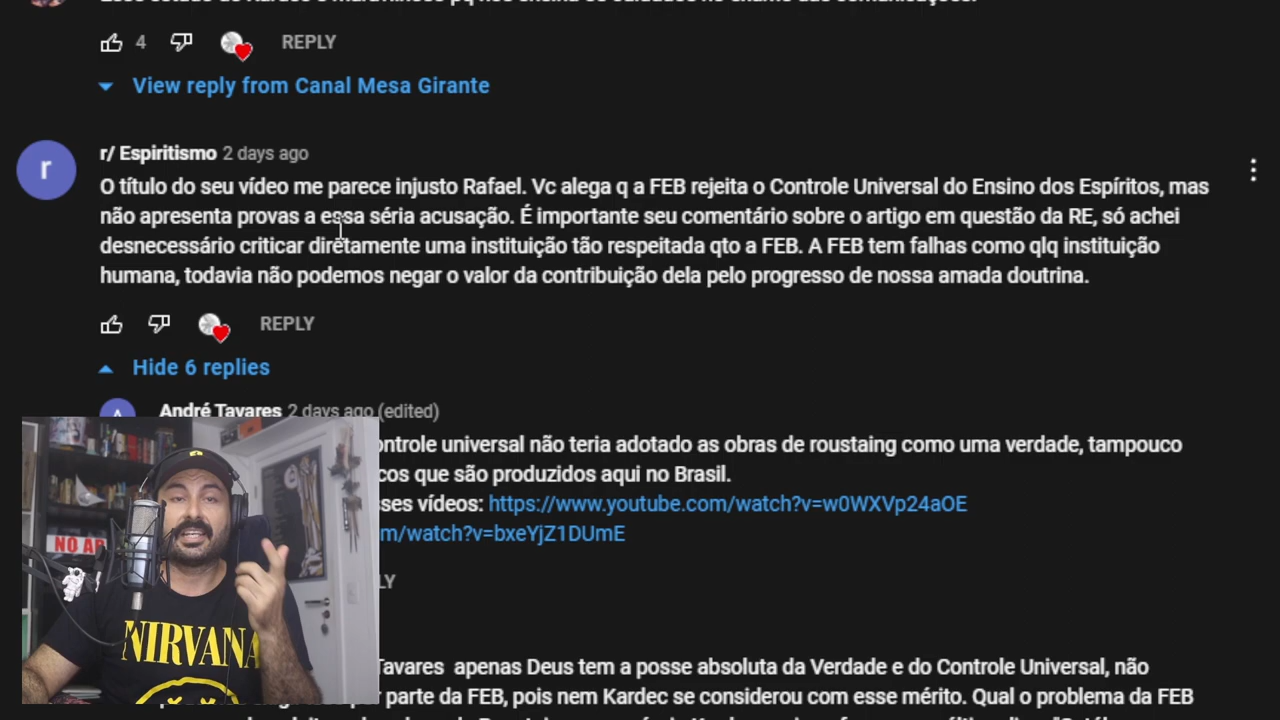 4 REPLY
View reply from Canal Mesa Girante
r/ Espiritismo 2 days ago
r
O título do seu vídeo me parece injusto Rafael. Vc alega q a FEB rejeita o Controle Universal do Ensino dos Espíritos, mas
não apresenta provas a essa séria acusação. É importante seu comentário sobre o artigo em questão da RE, só achei
desnecessário criticar diretamente uma instituição tão respeitada qto a FEB. A FEB tem falhas como qlq instituição
humana, todavia não podemos negar o valor da contribuição dela pelo progresso de nossa amada doutrina.
REPLY
Hide 6 replies
André Tavares 2 days ago (edited)
ontrole universal não teria adotado as obras de roustaing como uma verdade, tampouco
cos que são produzidos aqui no Brasil.
sses vídeos: https://www.youtube.com/watch?v=w0WXVp24aOE
m/watch?v=bxeYjZ1DUmE
LY
NO AR
NIRVANA
Tavares apenas Deus tem a posse absoluta da Verdade e do Controle Universal, não
parte da FEB, pois nem Kardec se considerou com esse mérito. Qual o problema da FEB